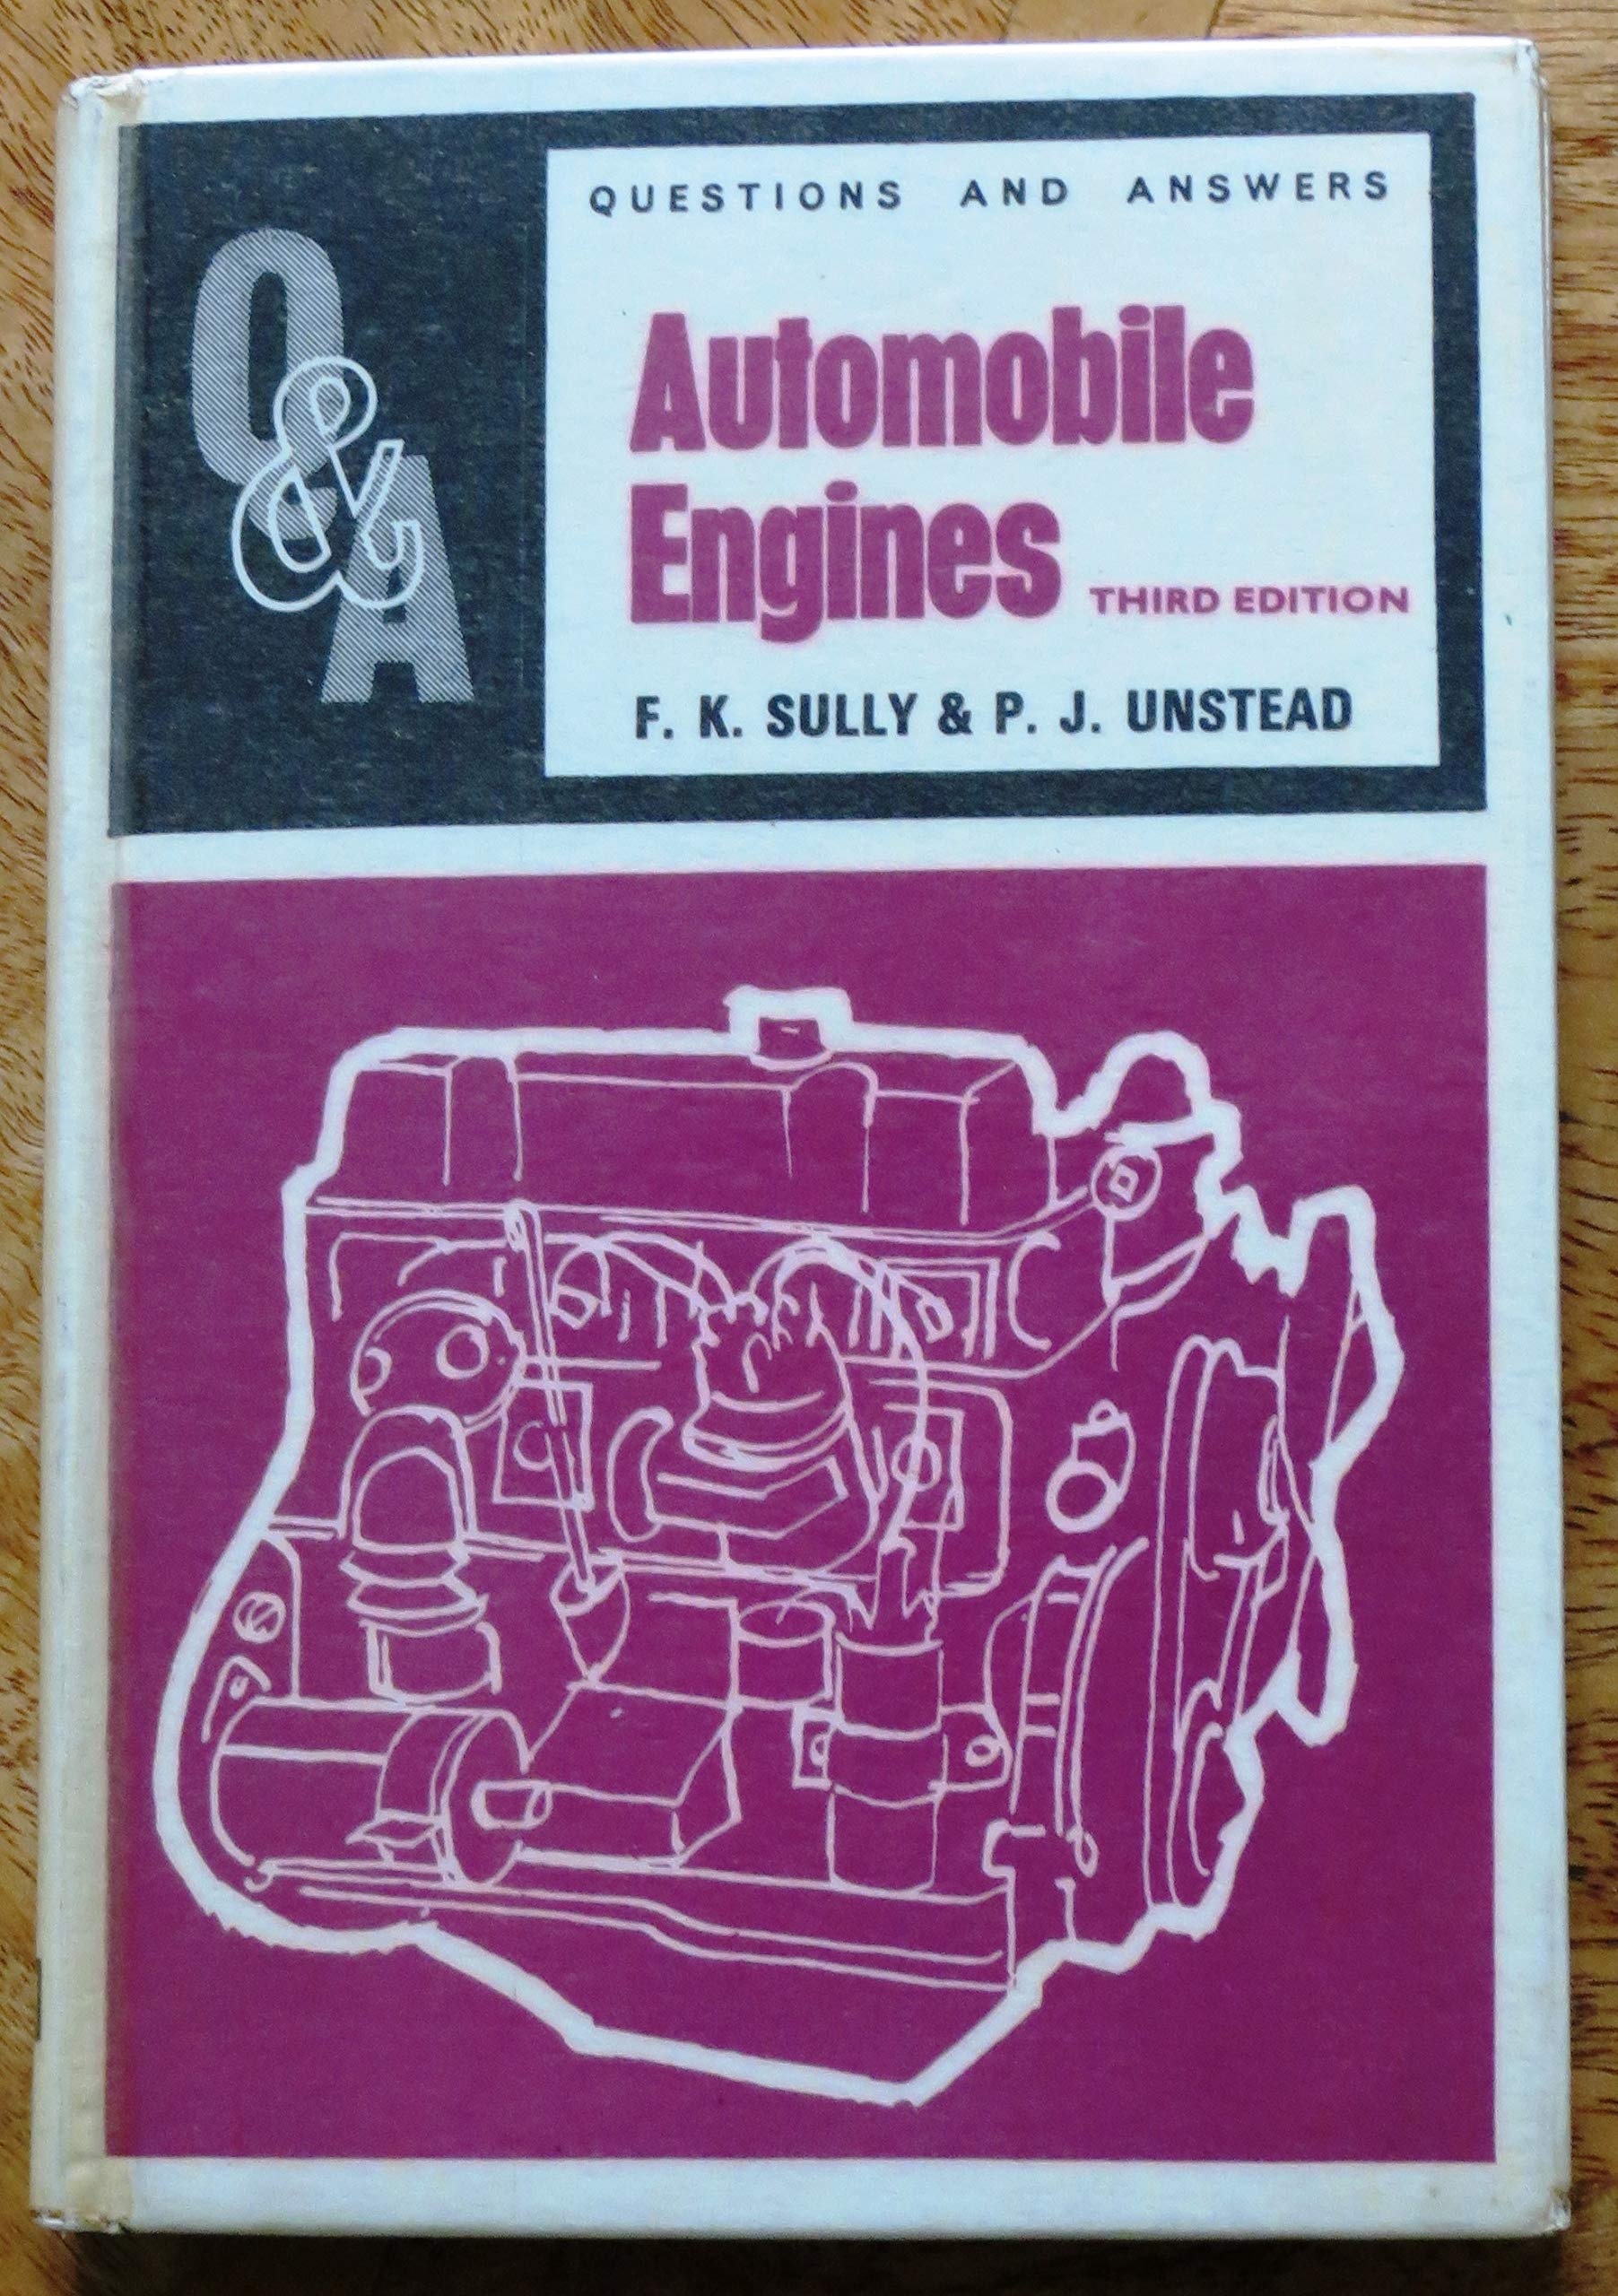 Q
&
A
QUESTIONS AND ANSWERS
Automobile
Engines THIRD EDITION
F. K. SULLY & P. J. UNSTEAD